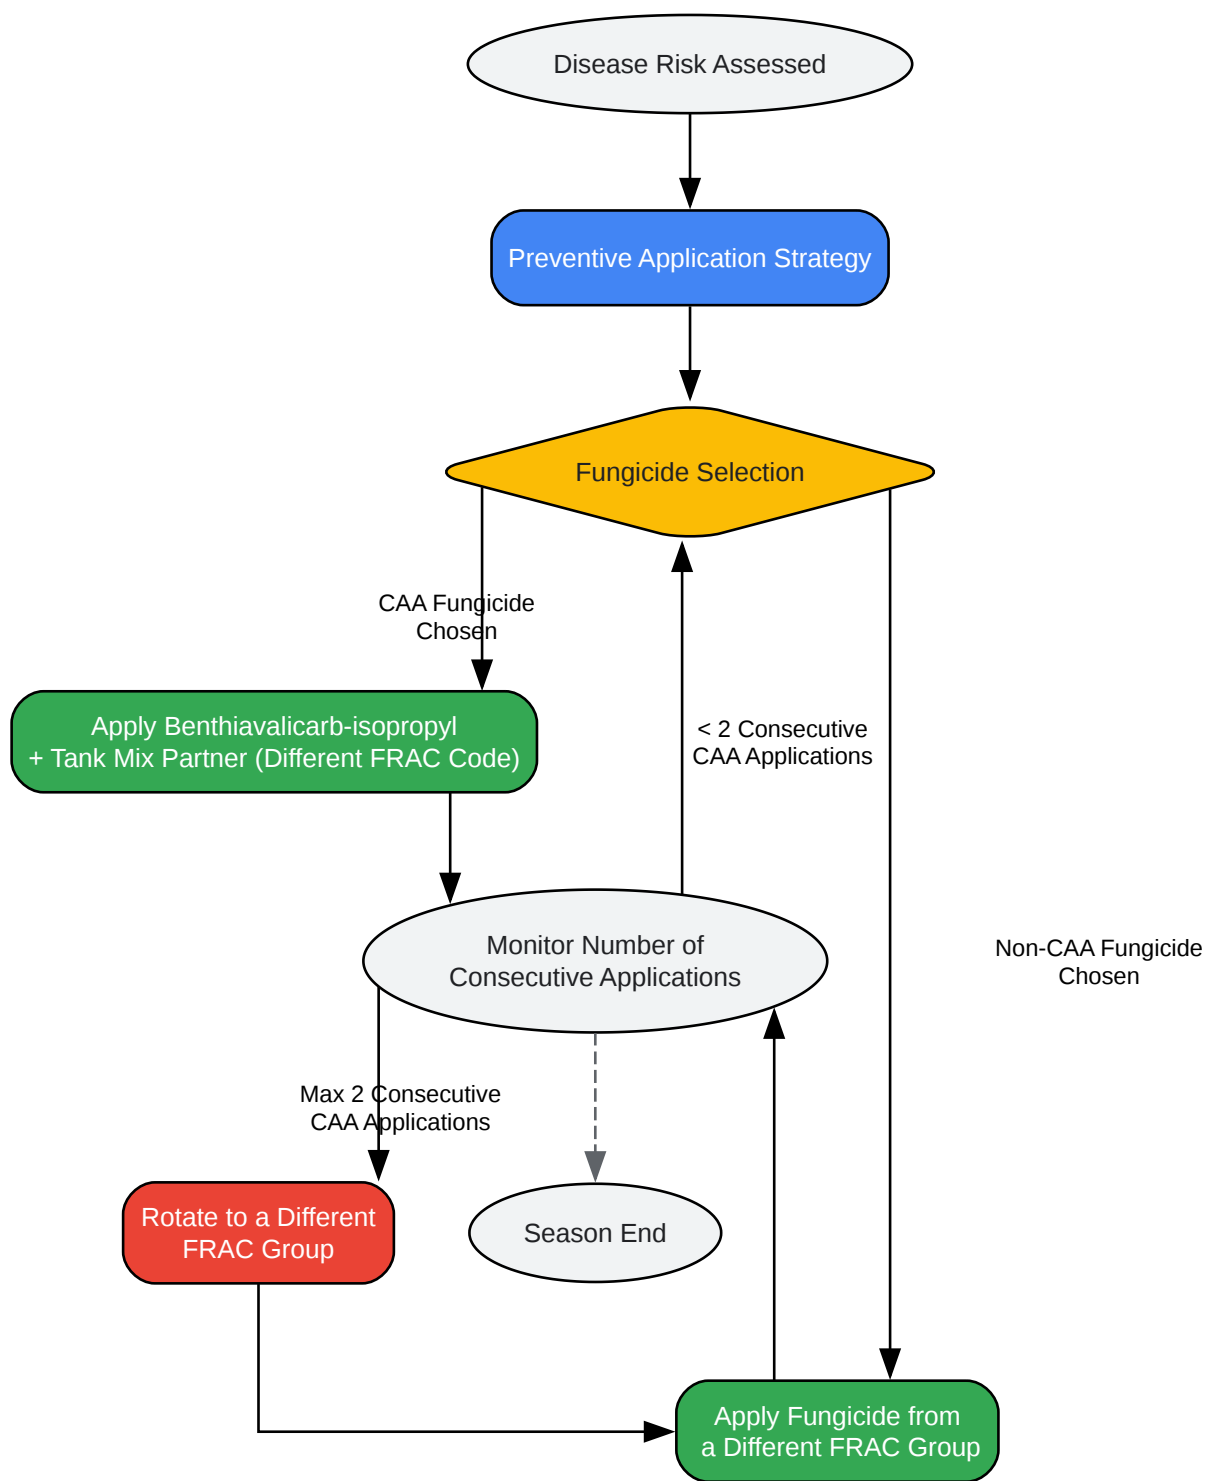 Disease Risk Assessed
Preventive Application Strategy
Fungicide Selection
CAA Fungicide
Chosen
Apply Benthiavalicarb-isopropyl
+ Tank Mix Partner (Different FRAC Code)
< 2 Consecutive
CAA Applications
Monitor Number of
Consecutive Applications
Non-CAA Fungicide
Chosen
Max 2 Consecutive
CAA Applications
Rotate to a Different
FRAC Group
Season End
Apply Fungicide from
a Different FRAC Group